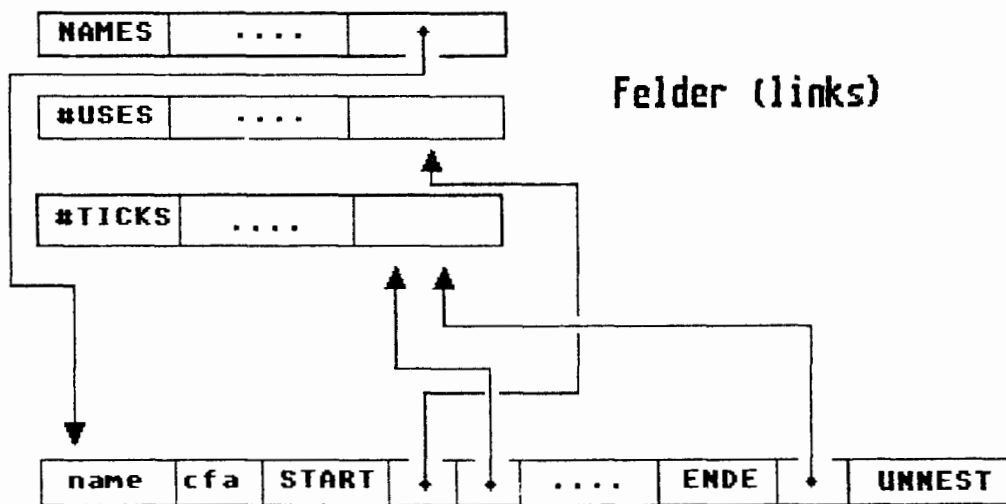 NAMES ....
Felder (links)
#USES ....
#TICKS ....
name cfa START .... ENDE UNNEST